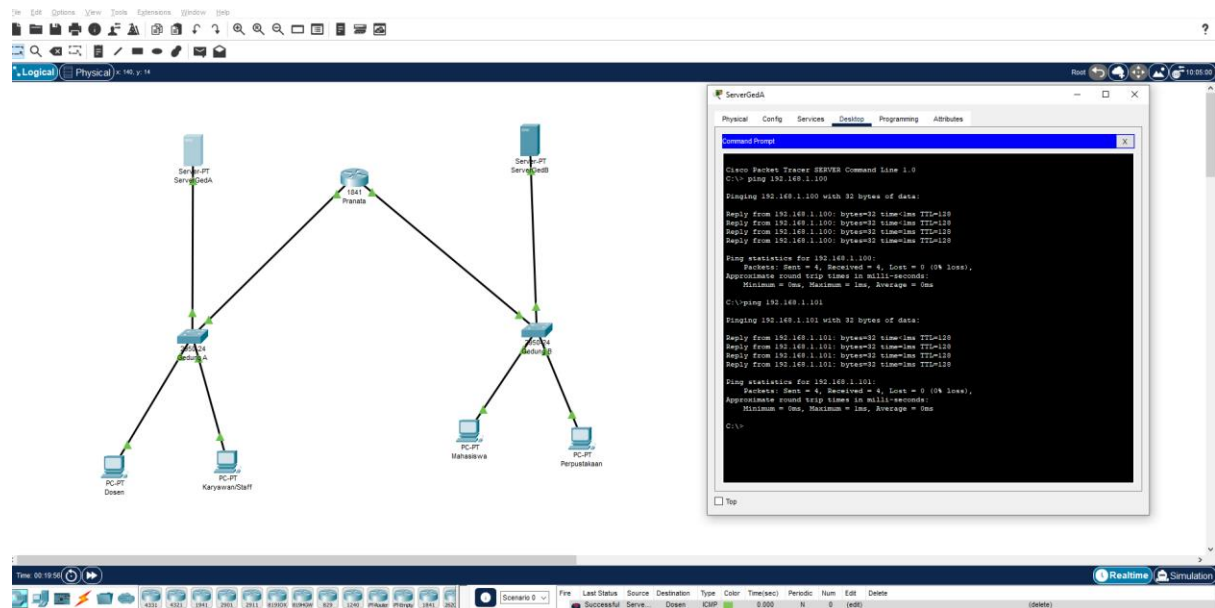 File Edit Options View Tools Extensions Window Help
?
Logical Physical x: 140, y: 14
Root 10:05:00
Server-PT
ServerGedA
1841
Pranata
Server-PT
ServerGedB
2950-24
Gedung A
2950-24
Gedung B
PC-PT
Dosen
PC-PT
Karyawan/Staff
PC-PT
Mahasiswa
PC-PT
Perpustakaan
ServerGedA
Physical Config Services Desktop Programming Attributes
Command Prompt X
Cisco Packet Tracer SERVER Command Line 1.0
C:\> ping 192.168.1.100
Pinging 192.168.1.100 with 32 bytes of data:
Reply from 192.168.1.100: bytes=32 time<1ms TTL=128
Reply from 192.168.1.100: bytes=32 time=1ms TTL=128
Reply from 192.168.1.100: bytes=32 time=1ms TTL=128
Reply from 192.168.1.100: bytes=32 time=1ms TTL=128
Ping statistics for 192.168.1.100:
Packets: Sent = 4, Received = 4, Lost = 0 (0% loss),
Approximate round trip times in milli-seconds:
Minimum = 0ms, Maximum = 1ms, Average = 0ms
C:\>ping 192.168.1.101
Pinging 192.168.1.101 with 32 bytes of data:
Reply from 192.168.1.101: bytes=32 time<1ms TTL=128
Reply from 192.168.1.101: bytes=32 time=1ms TTL=128
Reply from 192.168.1.101: bytes=32 time<1ms TTL=128
Reply from 192.168.1.101: bytes=32 time<1ms TTL=128
Ping statistics for 192.168.1.101:
Packets: Sent = 4, Received = 4, Lost = 0 (0% loss),
Approximate round trip times in milli-seconds:
Minimum = 0ms, Maximum = 1ms, Average = 0ms
C:\>
Top
Time: 00:19:56
Realtime Simulation
4331 4321 1941 2901 2911 819HGW 829 1240 1841
Scenario 0
Fire Last Status Source Destination Type Color Time(sec) Periodic Num Edit Delete
Successful Serve... Dosen ICMP 0.000 N 0 (edit) (delete)